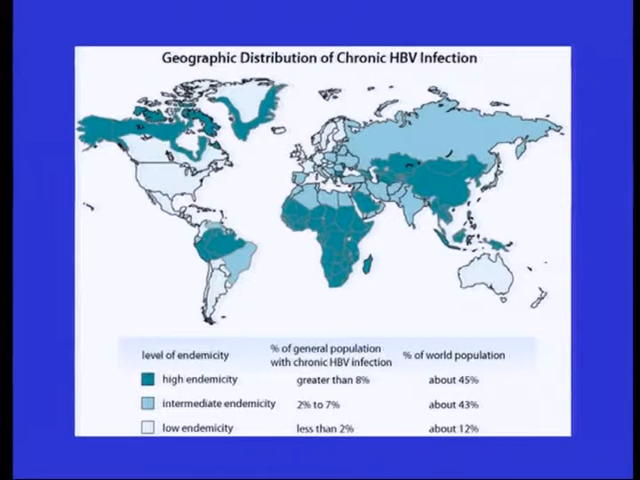 Geographic Distribution of Chronic HBV Infection
level of endemicity % of general population with chronic HBV infection % of world population
high endemicity greater than 8% about 45%
intermediate endemicity 2% to 7% about 43%
low endemicity less than 2% about 12%